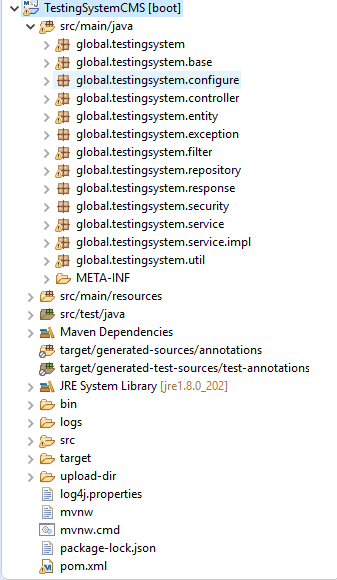 TestingSystemCMS [boot]
src/main/java
global.testingsystem
global.testingsystem.base
global.testingsystem.configure
global.testingsystem.controller
global.testingsystem.entity
global.testingsystem.exception
global.testingsystem.filter
global.testingsystem.repository
global.testingsystem.response
global.testingsystem.security
global.testingsystem.service
global.testingsystem.service.impl
global.testingsystem.util
META-INF
src/main/resources
src/test/java
Maven Dependencies
target/generated-sources/annotations
target/generated-test-sources/test-annotations
JRE System Library [jre1.8.0_202]
bin
logs
src
target
upload-dir
log4j.properties
mvnw
mvnw.cmd
package-lock.json
pom.xml